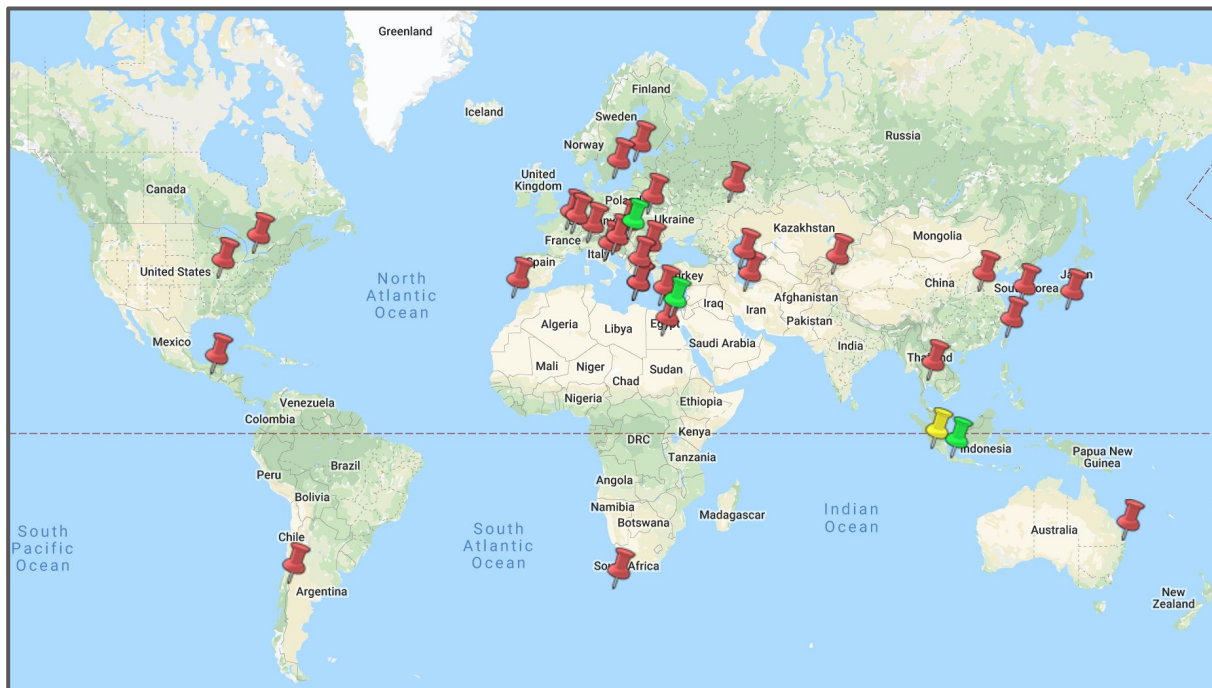 Greenland
Iceland
Finland
Sweden
Norway
Russia
Canada
United
Kingdom
Ukraine
Kazakhstan
Mongolia
France
United States
Spain
North
Atlantic
Ocean
China
Iraq
Iran
Afghanistan
Pakistan
Algeria
Libya
Egypt
Saudi Arabia
India
Mexico
Mali
Niger
Chad
Sudan
Nigeria
Ethiopia
Venezuela
Colombia
DRC
Kenya
Indonesia
Papua New
Guinea
Tanzania
Peru
Brazil
Angola
Bolivia
Namibia
Botswana
Madagascar
Indian
Ocean
South
Pacific
Ocean
Chile
South
Atlantic
Ocean
Australia
Argentina
New
Zealand